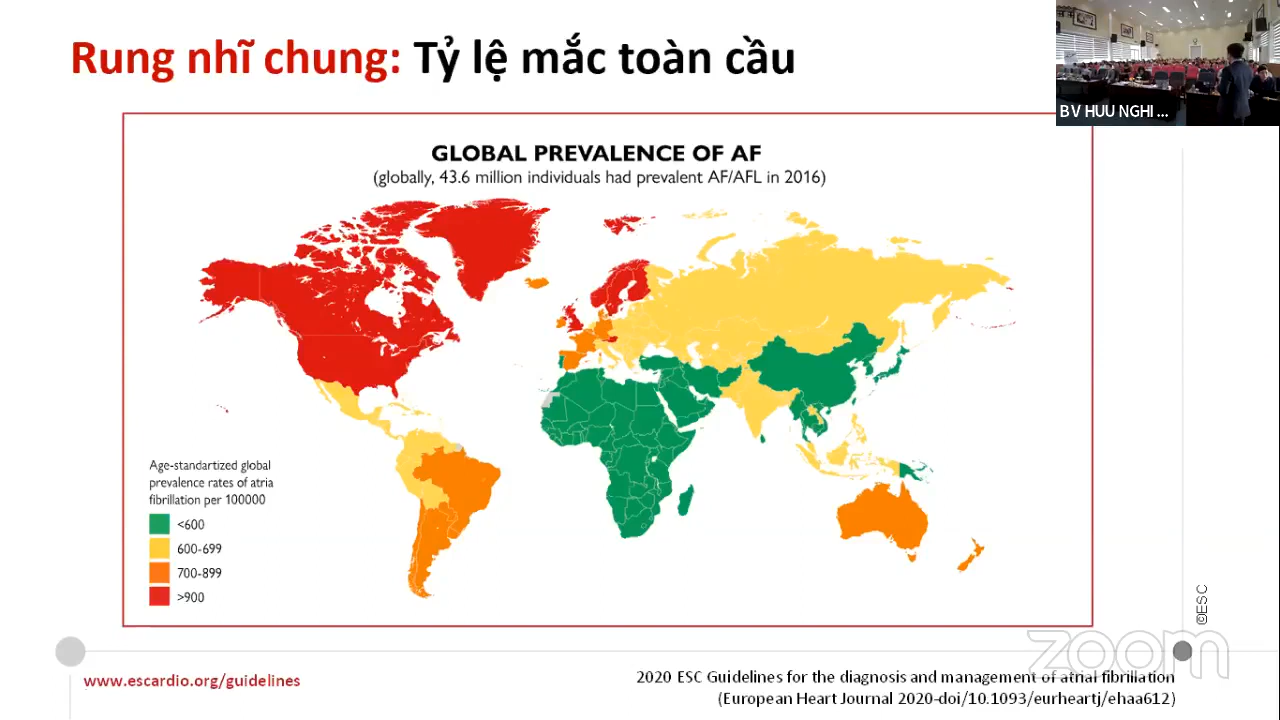 Rung nhĩ chung: Tỷ lệ mắc toàn cầu
BV HUU NGHI ...
GLOBAL PREVALENCE OF AF
(globally, 43.6 million individuals had prevalent AF/AFL in 2016)
Age-standartized global
prevalence rates of atria
fibrillation per 100000
<600
600-699
700-899
>900
©ESC
zoom
www.escardio.org/guidelines
2020 ESC Guidelines for the diagnosis and management of atrial fibrillation
(European Heart Journal 2020-doi/10.1093/eurheartj/ehaa612)